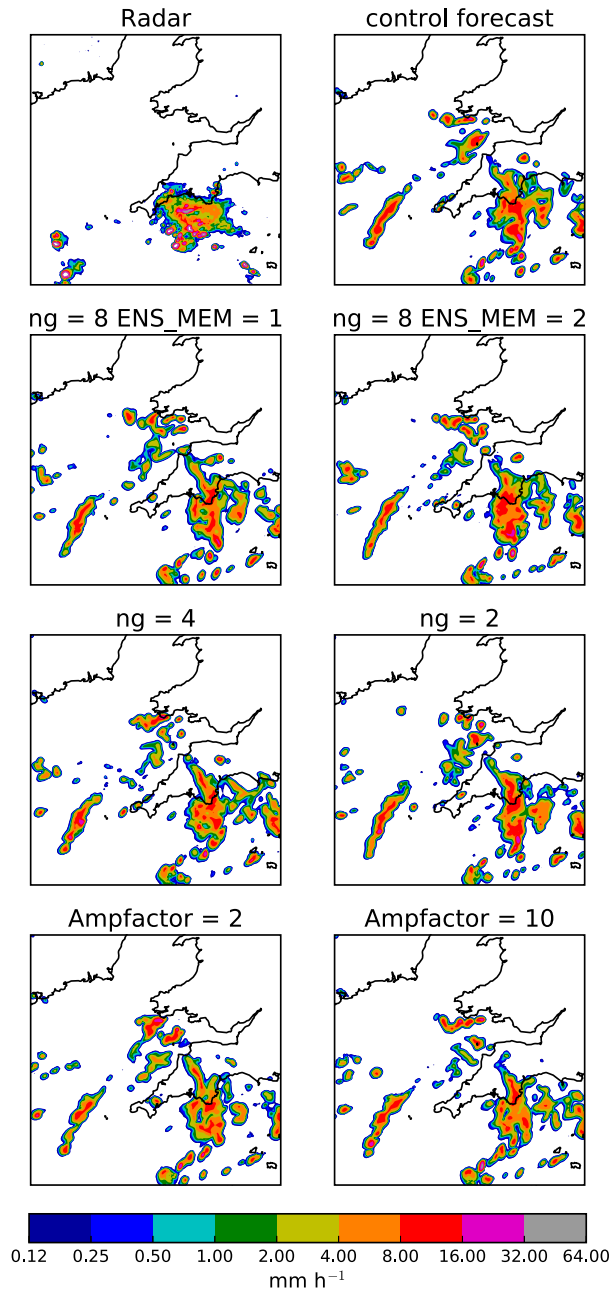 Radar
control forecast
ng = 8 ENS_MEM = 1
ng = 8 ENS_MEM = 2
ng = 4
ng = 2
Ampfactor = 2
Ampfactor = 10
0.12 0.25 0.50 1.00 2.00 4.00 8.00 16.00 32.00 64.00
mm h⁻¹